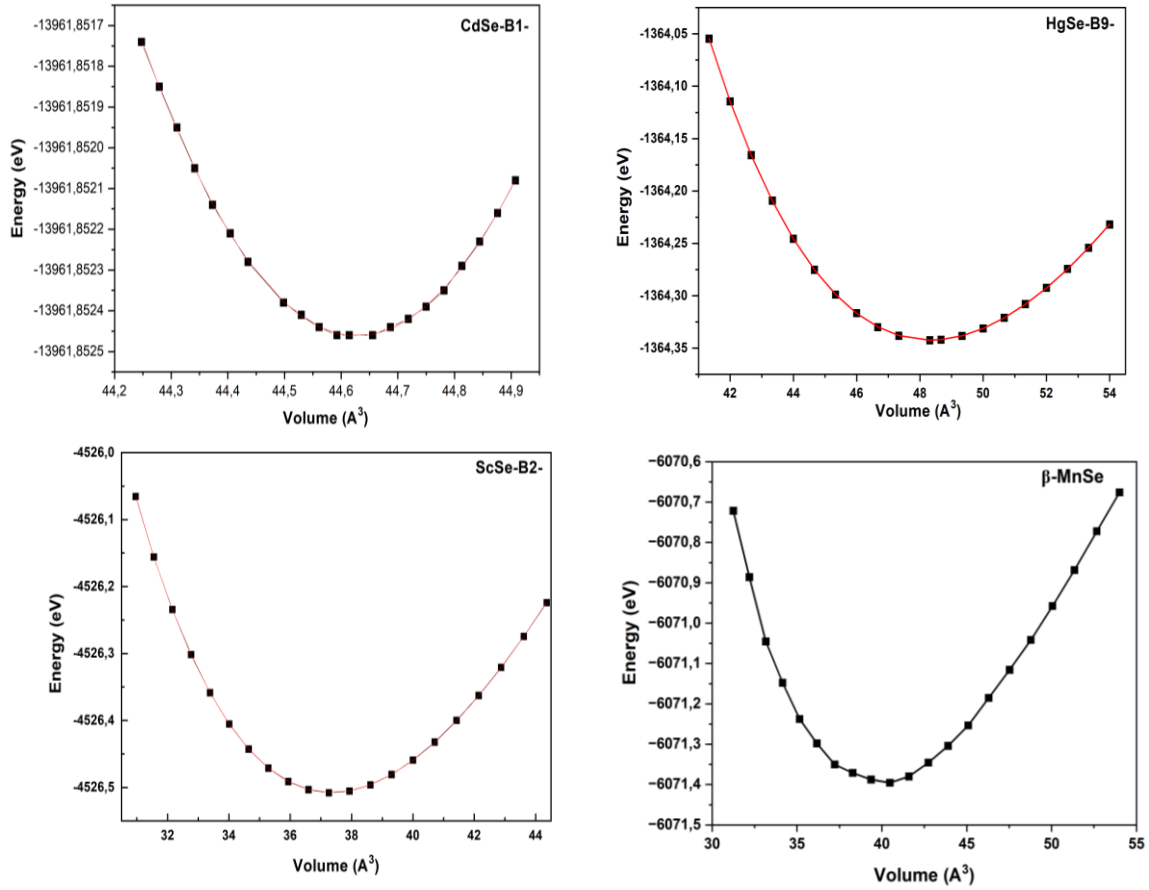 CdSe-B1-
-13961,8517
-13961,8518
-13961,8519
-13961,8520
-13961,8521
-13961,8522
-13961,8523
-13961,8524
-13961,8525
Energy (eV)
44,2 44,3 44,4 44,5 44,6 44,7 44,8 44,9
Volume (A³)
HgSe-B9-
-1364,05
-1364,10
-1364,15
-1364,20
-1364,25
-1364,30
-1364,35
Energy (eV)
42 44 46 48 50 52 54
Volume (A³)
ScSe-B2-
-4526,0
-4526,1
-4526,2
-4526,3
-4526,4
-4526,5
Energy (eV)
32 34 36 38 40 42 44
Volume (A³)
β-MnSe
−6070,6
−6070,7
−6070,8
−6070,9
−6071,0
−6071,1
−6071,2
−6071,3
−6071,4
−6071,5
Energy (eV)
30 35 40 45 50 55
Volume (A³)